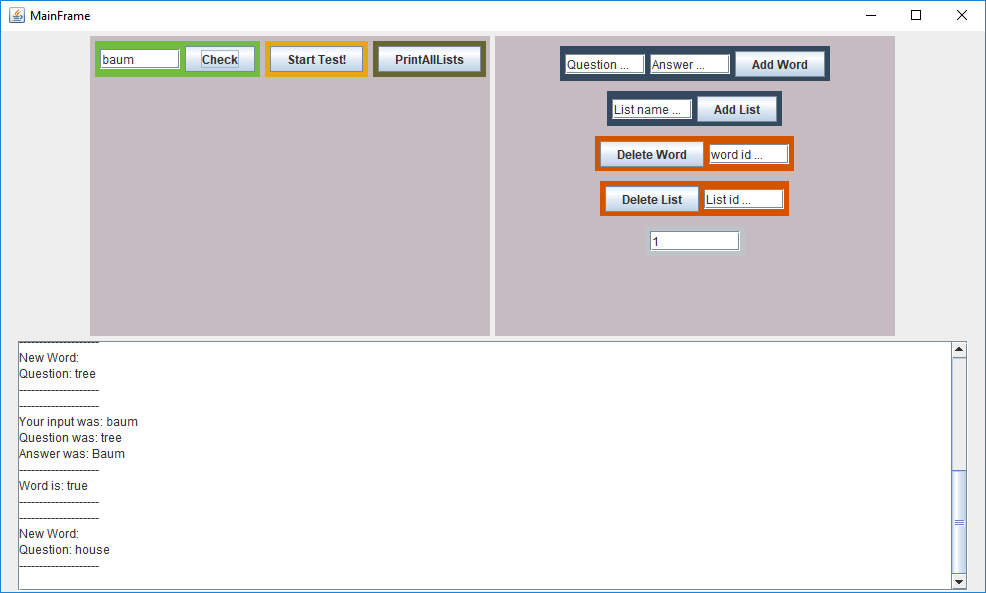 MainFrame
baum Check Start Test! PrintAllLists
Question ... Answer ... Add Word
List name ... Add List
Delete Word word id ...
Delete List List id ...
1
--------------------
New Word:
Question: tree
--------------------
--------------------
Your input was: baum
Question was: tree
Answer was: Baum
--------------------
Word is: true
--------------------
--------------------
New Word:
Question: house
--------------------